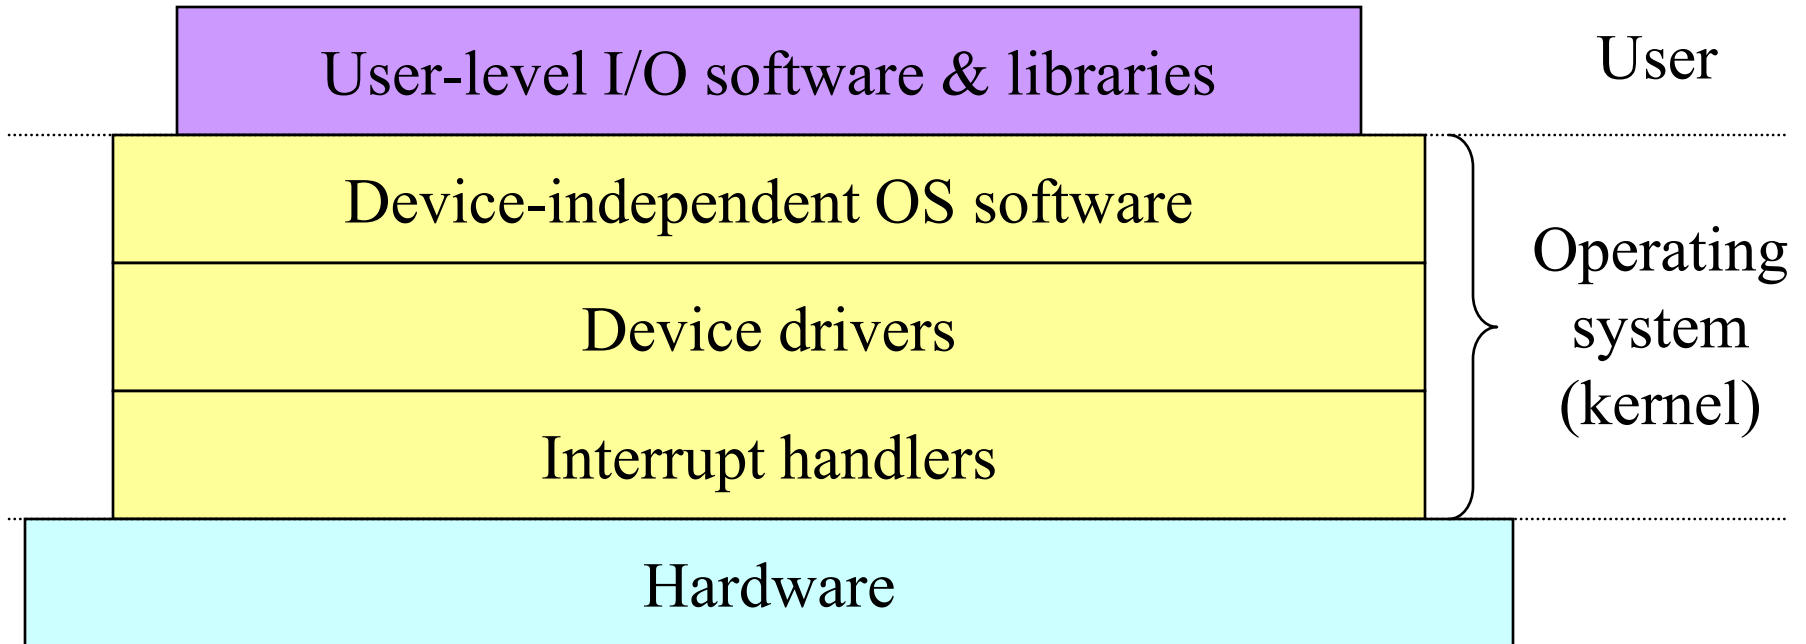 User-level I/O software & libraries
User
Device-independent OS software
Device drivers
Interrupt handlers
Operating
system
(kernel)
Hardware